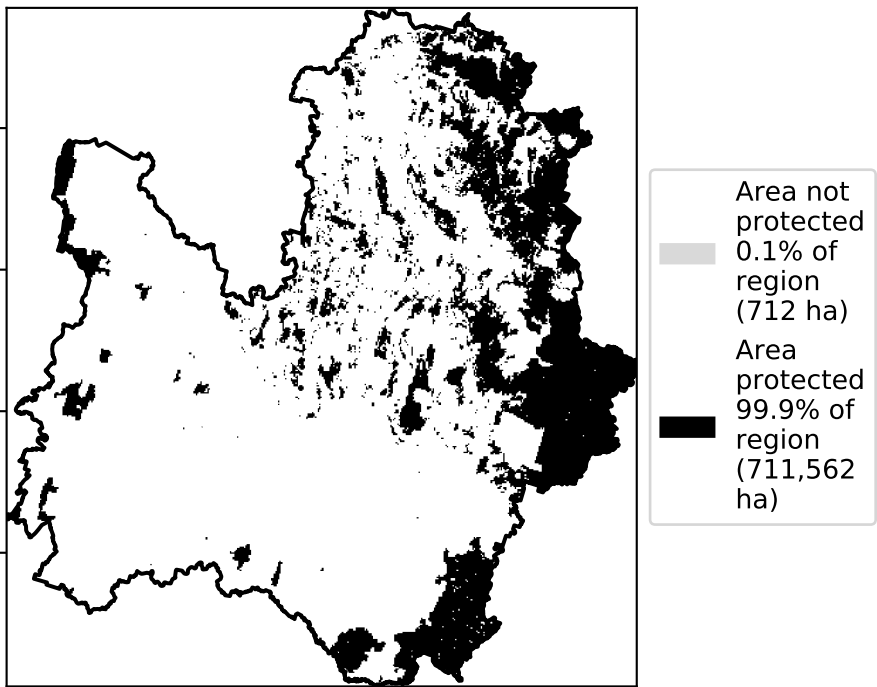 Area not
protected
0.1% of
region
(712 ha)
Area
protected
99.9% of
region
(711,562
ha)